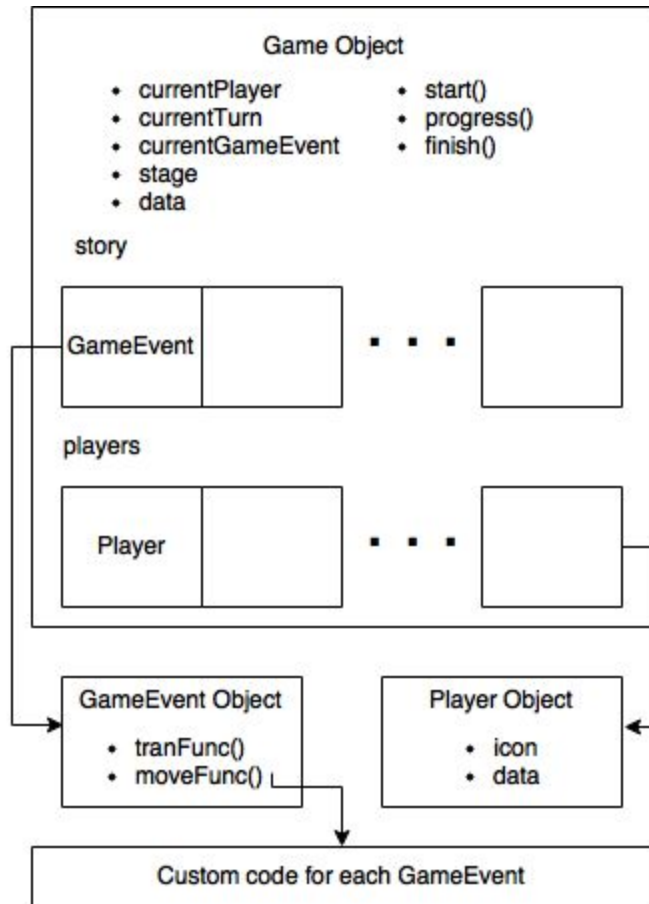 Game Object
• currentPlayer
• currentTurn
• currentGameEvent
• stage
• data
• start()
• progress()
• finish()
story
GameEvent
players
Player
GameEvent Object
• tranFunc()
• moveFunc()
Player Object
• icon
• data
Custom code for each GameEvent